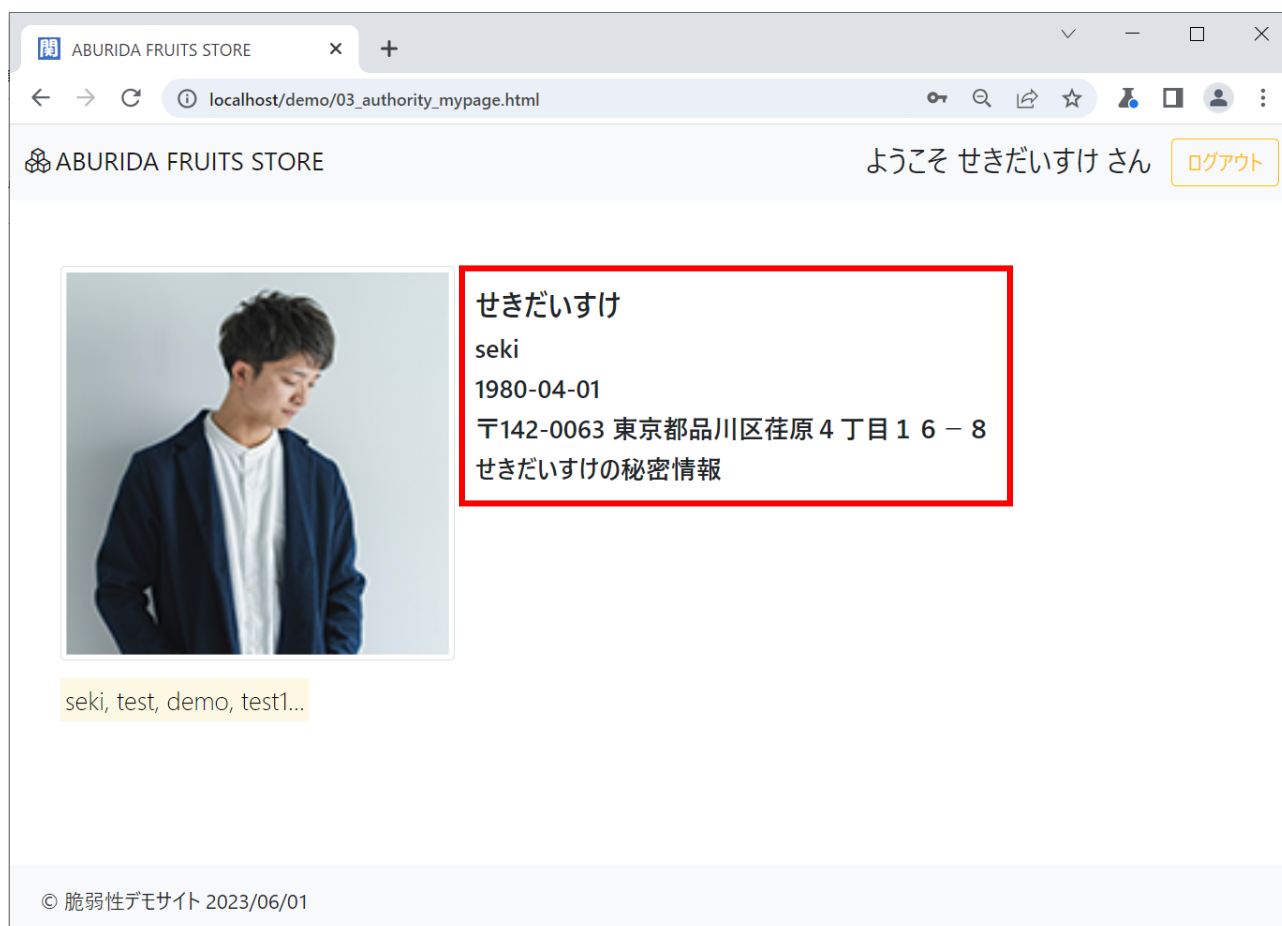 関 ABURIDA FRUITS STORE
localhost/demo/03_authority_mypage.html
ABURIDA FRUITS STORE
ようこそ せきだいすけ さん
ログアウト
せきだいすけ
seki
1980-04-01
〒142-0063 東京都品川区荏原4丁目16−8
せきだいすけの秘密情報
seki, test, demo, test1...
© 脆弱性デモサイト 2023/06/01